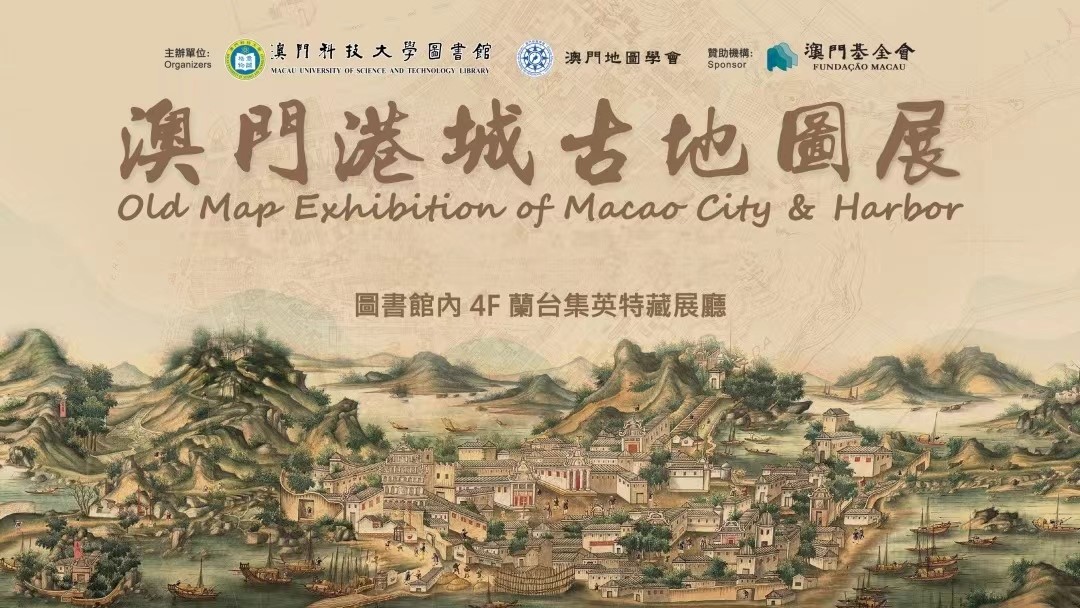 主辦單位:
Organizers
澳門科技大學圖書館
MACAU UNIVERSITY OF SCIENCE AND TECHNOLOGY LIBRARY
澳門地圖學會
贊助機構:
Sponsor
澳門基金會
FUNDAÇÃO MACAU
澳門港城古地圖展
Old Map Exhibition of Macao City & Harbor
圖書館內 4F 蘭台集英特藏展廳